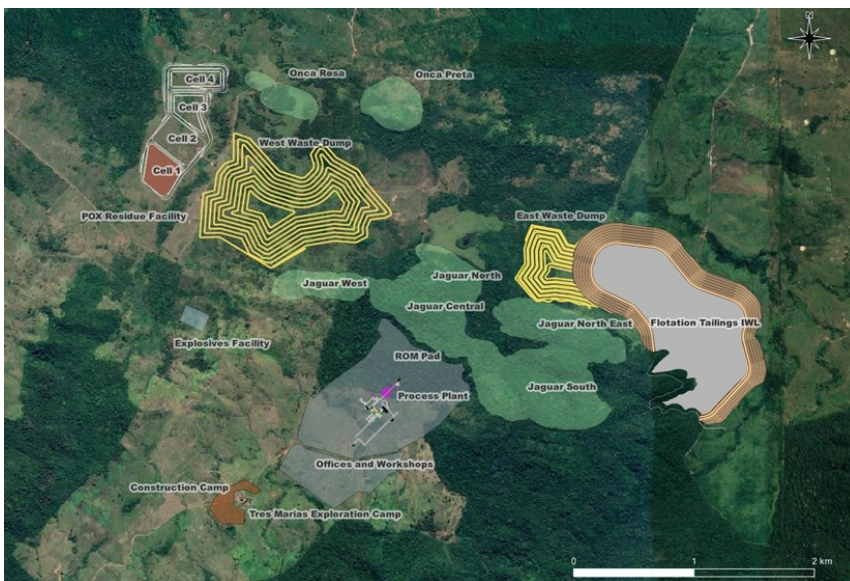 N
Cell 4
Onca Rosa
Onca Preta
Cell 3
Cell 2
West Waste Dump
Cell 1
POX Residue Facility
East Waste Dump
Jaguar West
Jaguar North
Jaguar Central
Jaguar North East
Flotation Tailings IWL
Explosives Facility
ROM Pad
Jaguar South
Process Plant
Offices and Workshops
Construction Camp
Tres Marias Exploration Camp
0 1 2 km